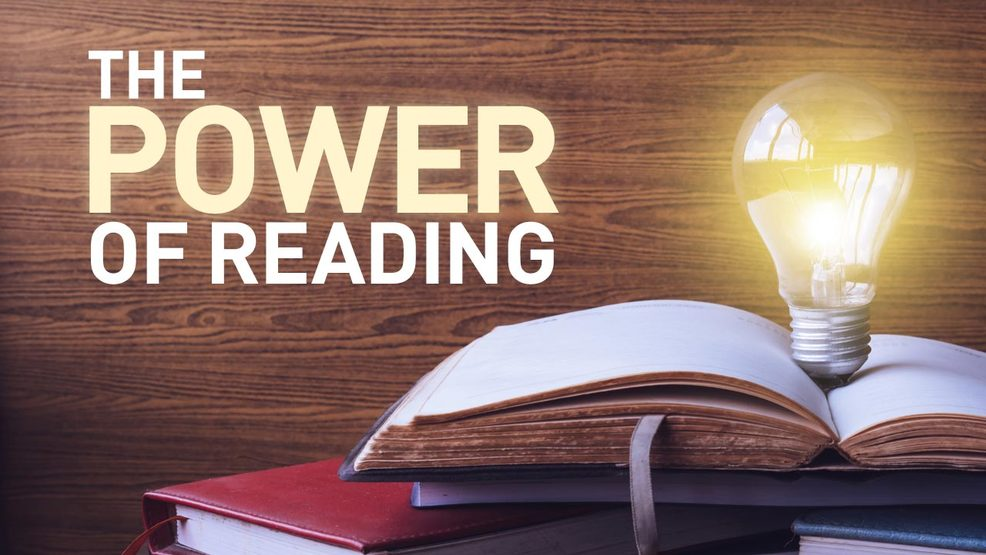 THE
POWER
OF READING